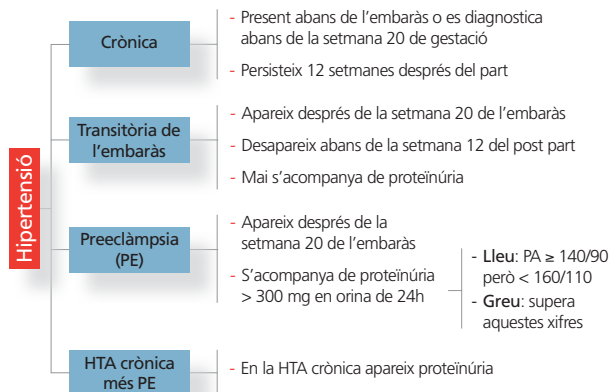 Hipertensió
Crònica
- Present abans de l'embaràs o es diagnostica
abans de la setmana 20 de gestació
- Persisteix 12 setmanes després del part
Transitòria de
l'embaràs
- Apareix després de la setmana 20 de l'embaràs
- Desapareix abans de la setmana 12 del post part
- Mai s'acompanya de proteïnúria
Preeclàmpsia
(PE)
- Apareix després de la
setmana 20 de l'embaràs
- S'acompanya de proteïnúria
> 300 mg en orina de 24h
- Lleu: PA ≥ 140/90
però < 160/110
- Greu: supera
aquestes xifres
HTA crònica
més PE
- En la HTA crònica apareix proteïnúria